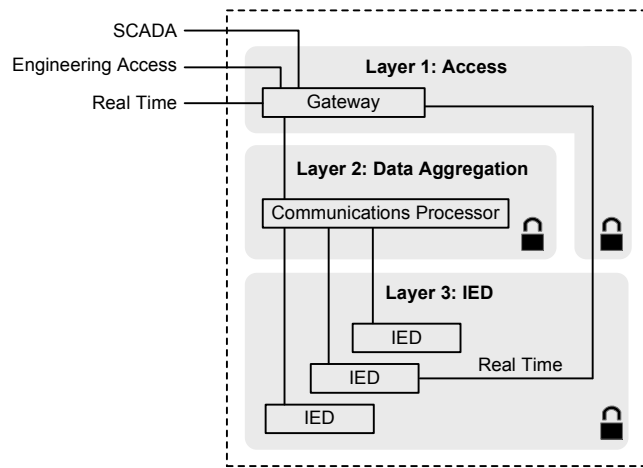 SCADA
Engineering Access
Real Time
Layer 1: Access
Gateway
Layer 2: Data Aggregation
Communications Processor
Layer 3: IED
IED
Real Time
IED
IED